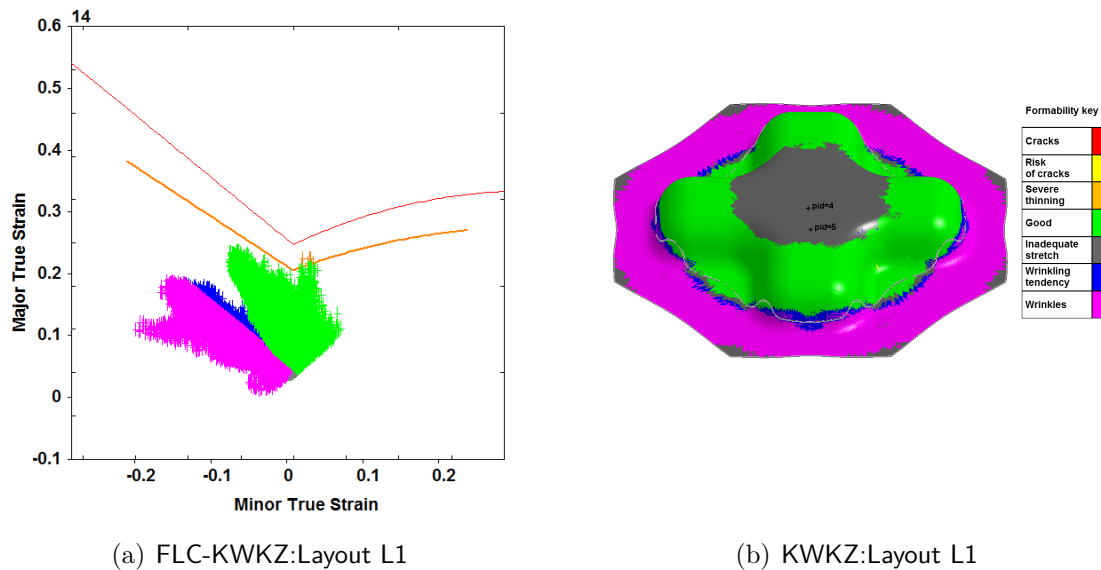 14
0.6
0.5
0.4
0.3
0.2
0.1
0
-0.1
Major True Strain
-0.2
-0.1
0
0.1
0.2
Minor True Strain
(a) FLC-KWKZ:Layout L1
pid=4
pid=5
Formability key
Cracks
Risk
of cracks
Severe
thinning
Good
Inadequate
stretch
Wrinkling
tendency
Wrinkles
(b) KWKZ:Layout L1